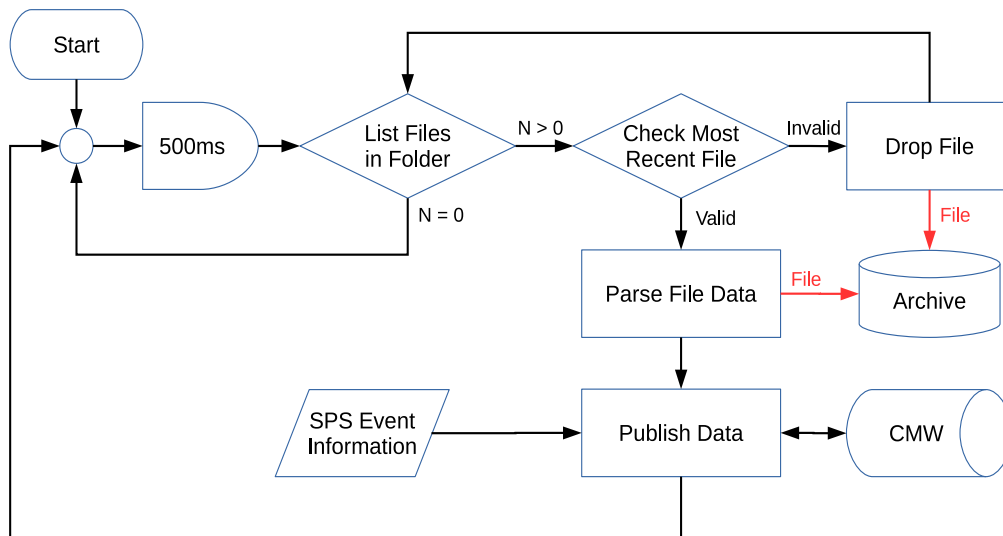 Start
500ms
List Files
in Folder
N > 0
Check Most
Recent File
Invalid
Drop File
N = 0
Valid
File
Parse File Data
File
Archive
SPS Event
Information
Publish Data
CMW